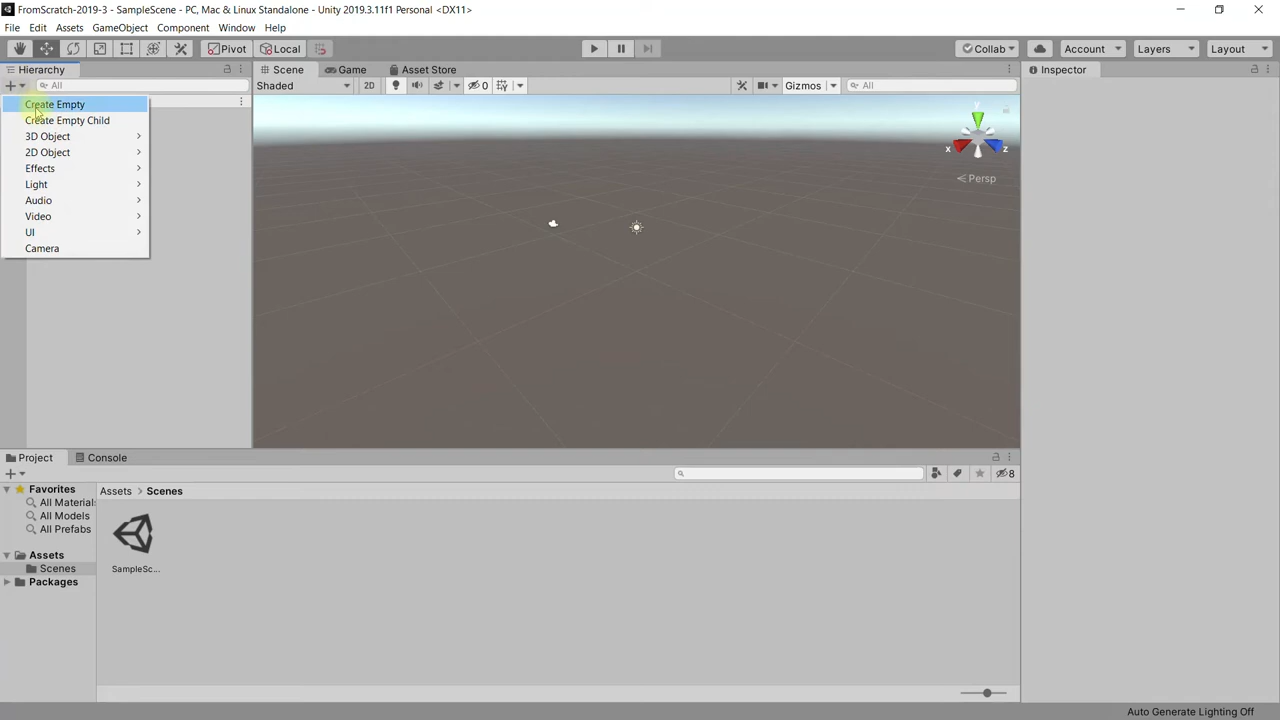 FromScratch-2019-3 - SampleScene - PC, Mac & Linux Standalone - Unity 2019.3.11f1 Personal <DX11>
File Edit Assets GameObject Component Window Help
Pivot Local Collab Account Layers Layout
Hierarchy Scene Game Asset Store Inspector
All Shaded 2D 0 Gizmos All
Create Empty
Create Empty Child
3D Object
2D Object
Effects
Light
Audio
Video
UI
Camera
y
x z
Persp
Project Console
8
Favorites
All Material
All Models
All Prefabs
Assets
Scenes
Packages
Assets > Scenes
SampleSc...
Auto Generate Lighting Off